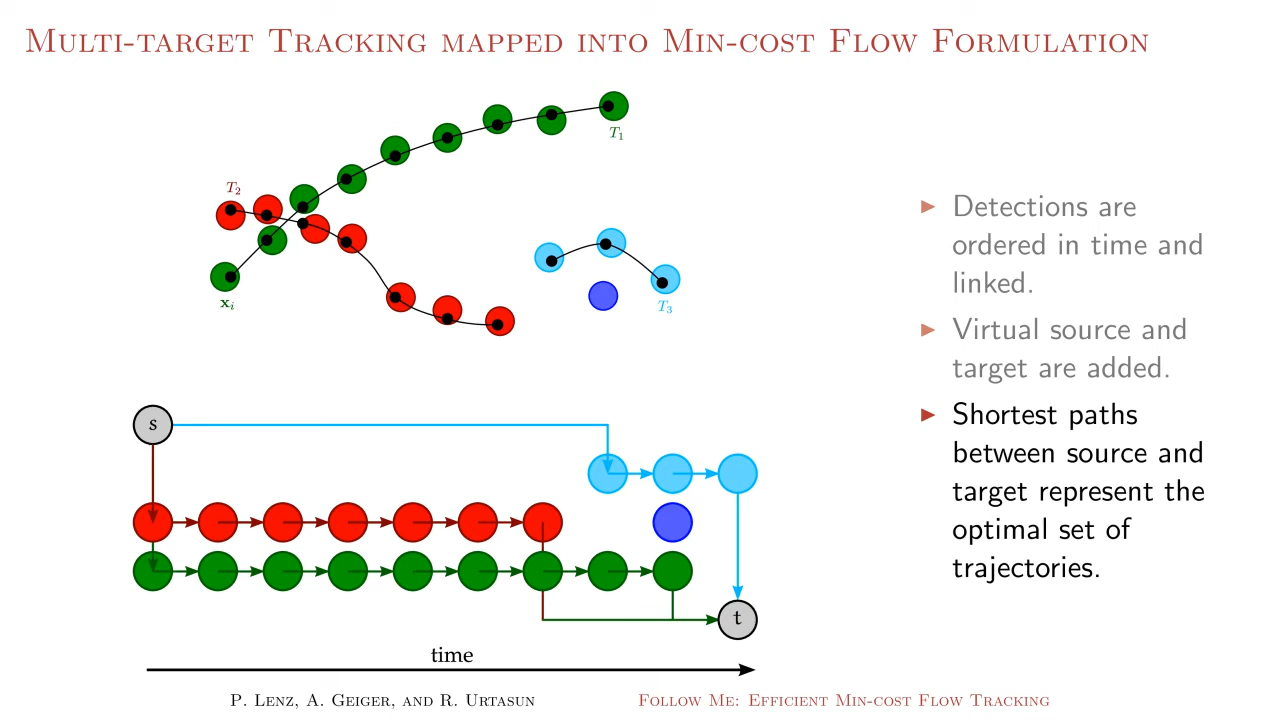 Multi-target Tracking mapped into Min-cost Flow Formulation
T1
T2
xi
T3
▶ Detections are
ordered in time and
linked.
▶ Virtual source and
target are added.
▶ Shortest paths
between source and
target represent the
optimal set of
trajectories.
s
t
time
P. Lenz, A. Geiger, and R. Urtasun
Follow Me: Efficient Min-cost Flow Tracking